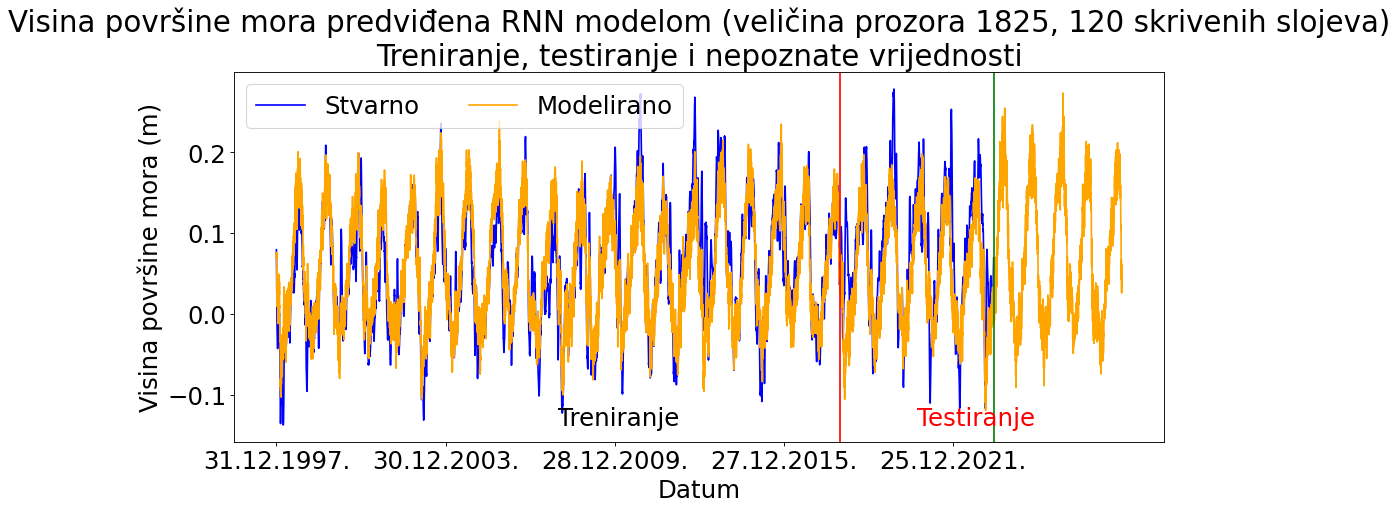 Visina površine mora predviđena RNN modelom (veličina prozora 1825, 120 skrivenih slojeva)
Treniranje, testiranje i nepoznate vrijednosti
Stvarno
Modelirano
Visina površine mora (m)
0.2
0.1
0.0
−0.1
Treniranje
Testiranje
31.12.1997.
30.12.2003.
28.12.2009.
27.12.2015.
25.12.2021.
Datum